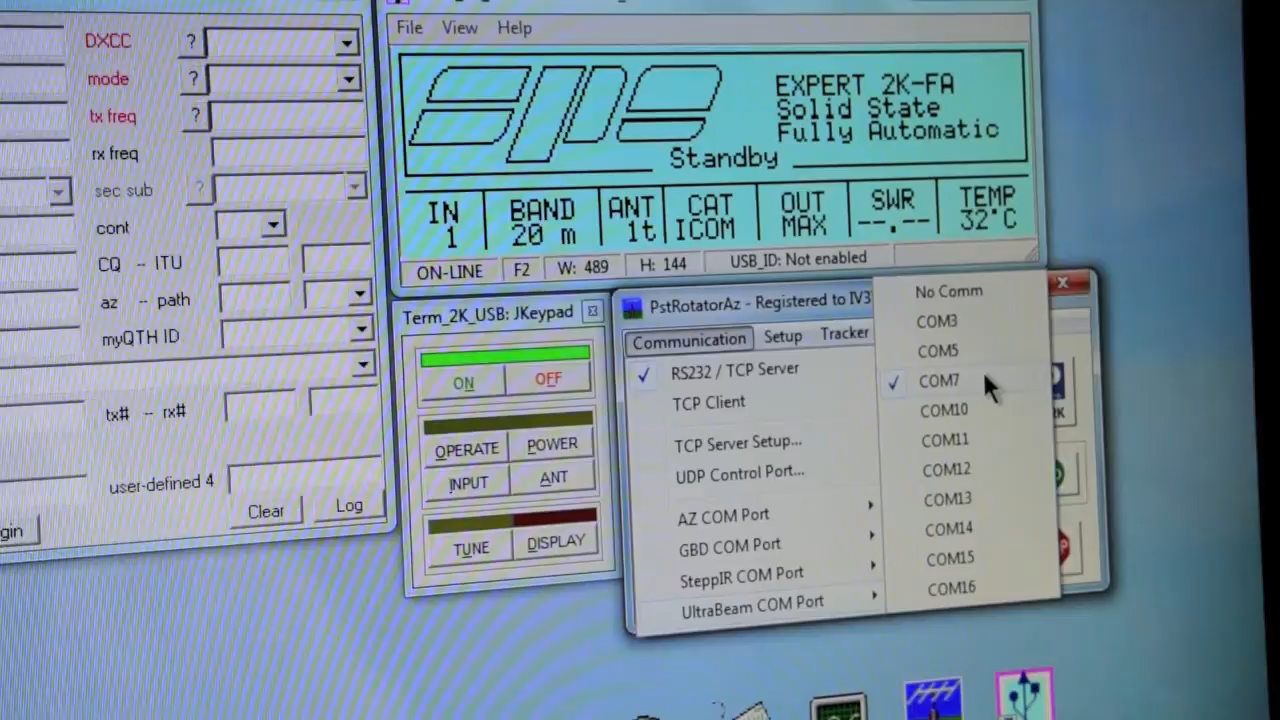 File View Help
spe
EXPERT 2K-FA
Solid State
Fully Automatic
Standby
IN 1
BAND 20 m
ANT 1t
CAT ICOM
OUT MAX
SWR --.--
TEMP 32°C
ON-LINE F2 W: 489 H: 144 USB_ID: Not enabled
DXCC ?
mode ?
tx freq ?
rx freq
sec sub ?
cont
CQ -- ITU
az -- path
myQTH ID
tx# -- rx#
user-defined 4
Clear Log
gin
Term_2K_USB: JKeypad
ON OFF
OPERATE POWER
INPUT ANT
TUNE DISPLAY
PstRotatorAz - Registered to IV3
Communication Setup Tracker
RS232 / TCP Server
TCP Client
TCP Server Setup...
UDP Control Port...
AZ COM Port
GBD COM Port
SteppIR COM Port
UltraBeam COM Port
No Comm
COM3
COM5
COM7
COM10
COM11
COM12
COM13
COM14
COM15
COM16